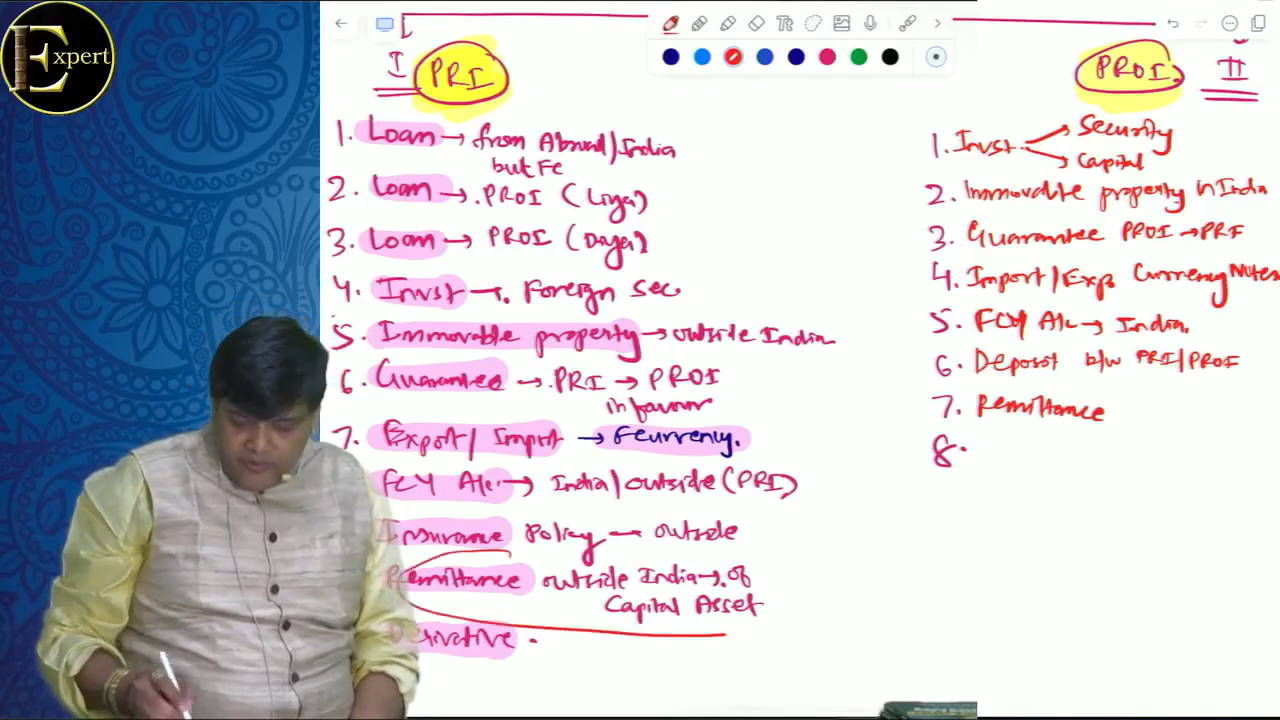 Expert
I PRI
1. Loan → from Abroad/India
but Fe
2. Loan → PROI (Liya)
3. Loan → PROI (Daya)
4. Invst → Foreign Sec
5. Immovable property → outside India
6. Guarantee → PRI → PROI
in favour
7. Export/Import → Fcurrency.
FCY A/c → India/outside (PRI)
Insurance Policy → outside
Remittance outside India → of
Capital Asset
Derivative.
PROI II
1. Invst. Security
Capital
2. Immovable property in India
3. Guarantee PROI → PRI
4. Import/Exp Currency Notes
5. FCY A/c → India.
6. Deposit b/w PRI/PROI
7. Remittance
8.